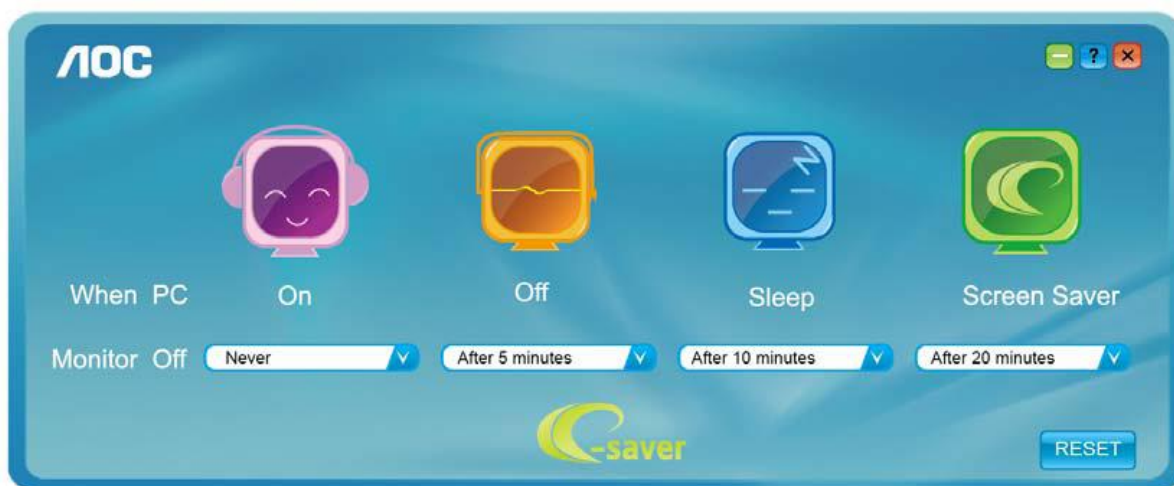 AOC
?
When PC On Off Sleep Screen Saver
Monitor Off Never After 5 minutes After 10 minutes After 20 minutes
e-saver
RESET